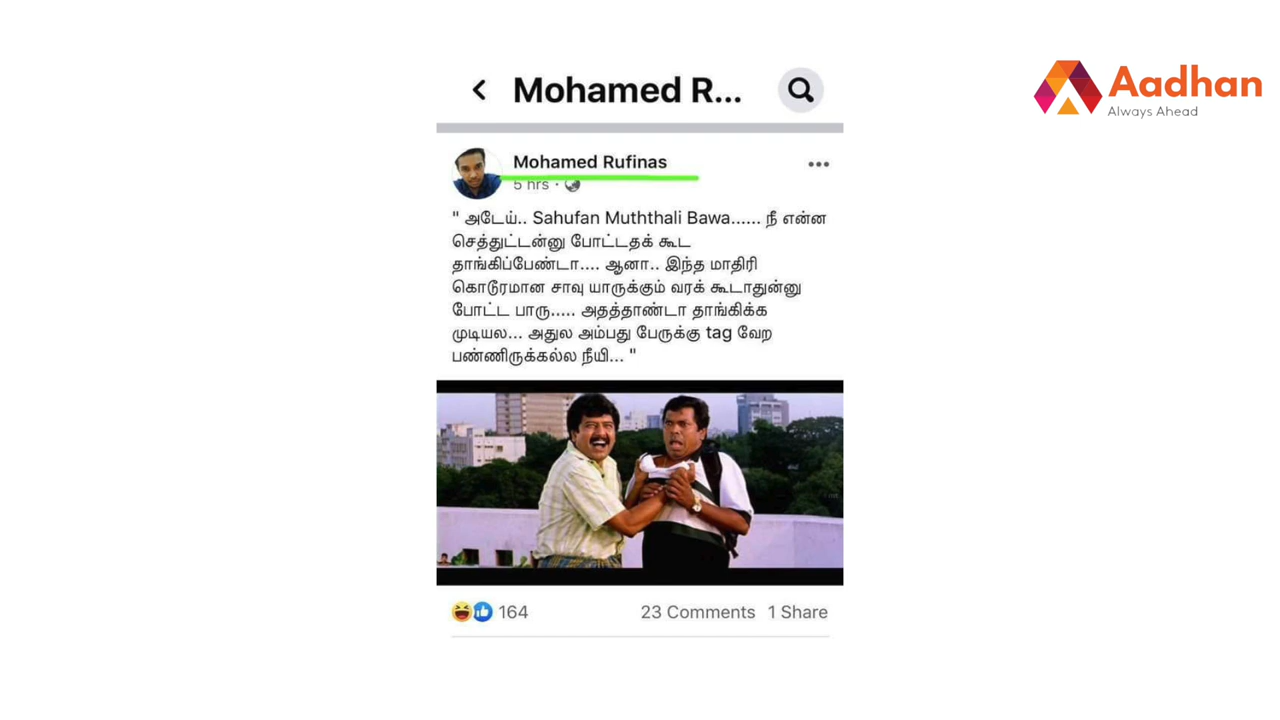 Mohamed R...
Aadhan
Always Ahead
Mohamed Rufinas
5 hrs ·
" அடேய்.. Sahufan Muththali Bawa...... நீ என்ன
செத்துட்டன்னு போட்டதக் கூட
தாங்கிப்பேண்டா.... ஆனா.. இந்த மாதிரி
கொடூரமான சாவு யாருக்கும் வரக் கூடாதுன்னு
போட்ட பாரு..... அதத்தாண்டா தாங்கிக்க
முடியல... அதுல அம்பது பேருக்கு tag வேற
பண்ணிருக்கல்ல நீயி... "
164
23 Comments 1 Share